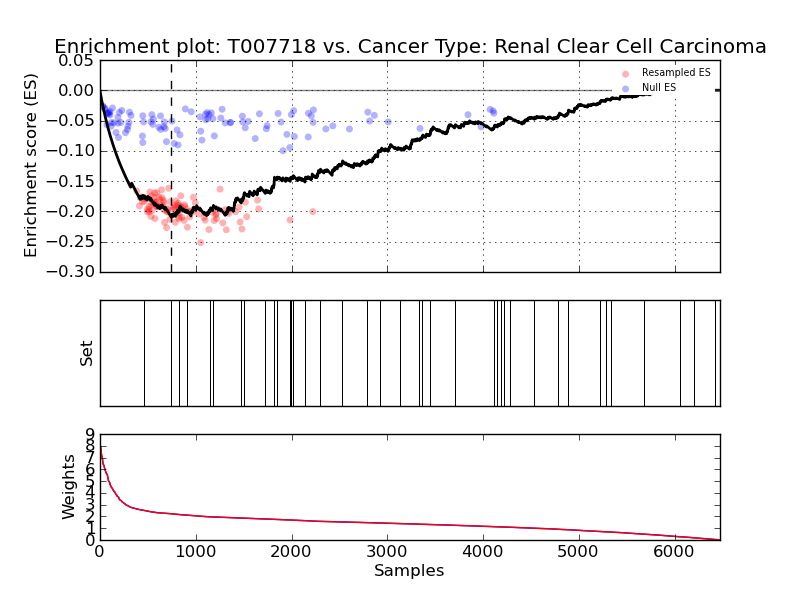 Enrichment plot: T007718 vs. Cancer Type: Renal Clear Cell Carcinoma
Enrichment score (ES)
0.05
0.00
−0.05
−0.10
−0.15
−0.20
−0.25
−0.30
Resampled ES
Null ES
Set
Weights
9
8
7
6
5
4
3
2
1
0
0 1000 2000 3000 4000 5000 6000
Samples